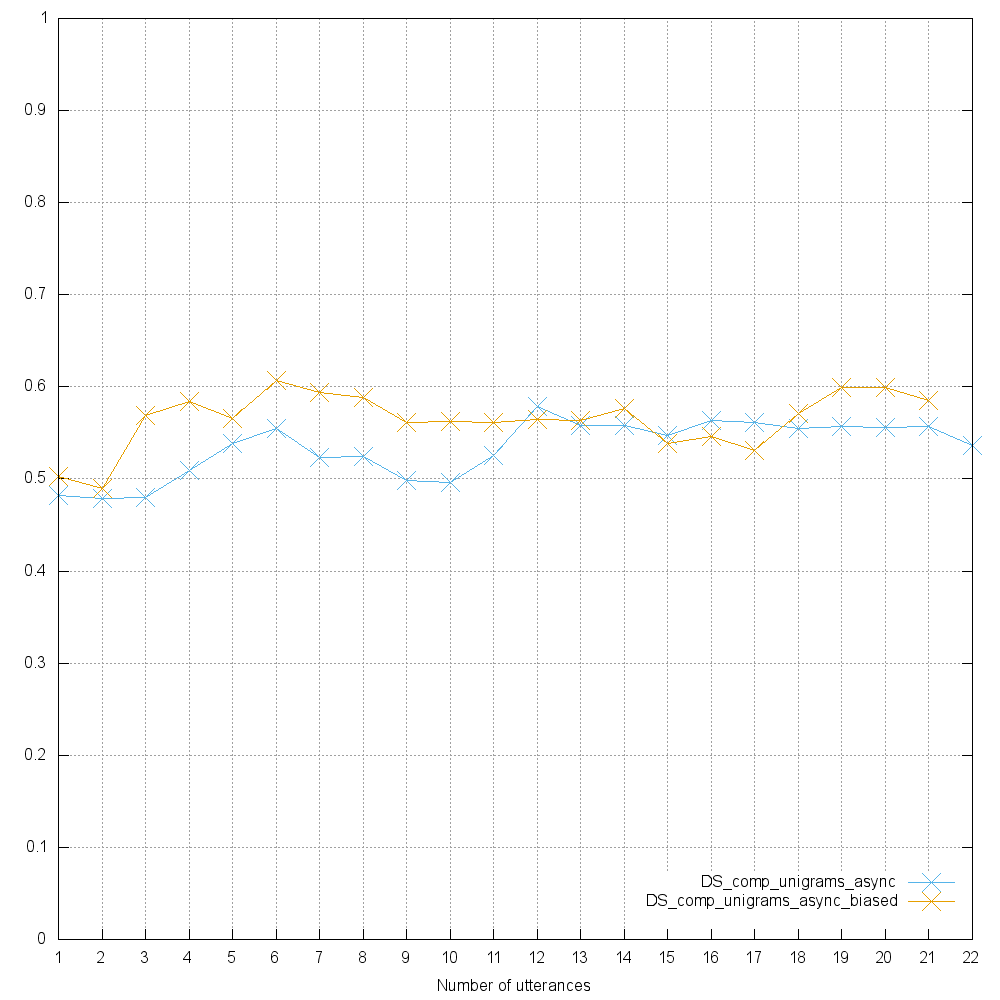 1
0.9
0.8
0.7
0.6
0.5
0.4
0.3
0.2
0.1
0
DS_comp_unigrams_async
DS_comp_unigrams_async_biased
1 2 3 4 5 6 7 8 9 10 11 12 13 14 15 16 17 18 19 20 21 22
Number of utterances